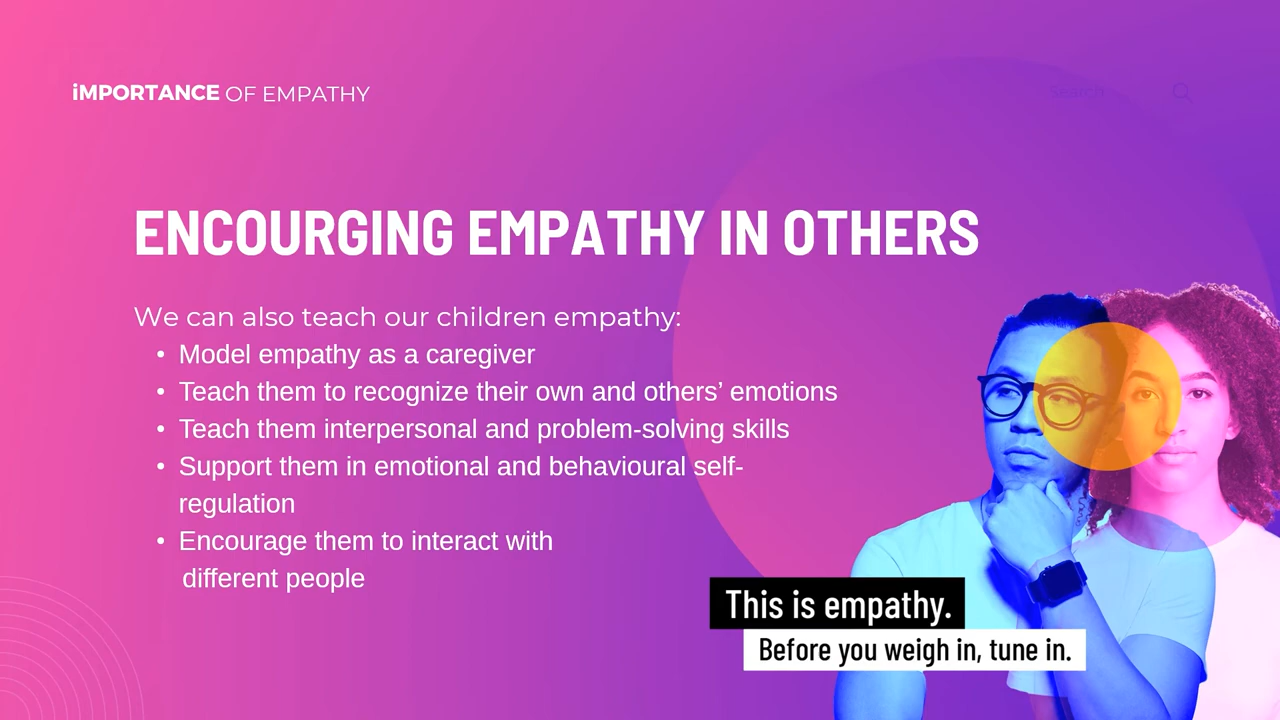 iMPORTANCE OF EMPATHY
Search
ENCOURGING EMPATHY IN OTHERS
We can also teach our children empathy:
• Model empathy as a caregiver
• Teach them to recognize their own and others’ emotions
• Teach them interpersonal and problem-solving skills
• Support them in emotional and behavioural self-
regulation
• Encourage them to interact with
different people
This is empathy.
Before you weigh in, tune in.